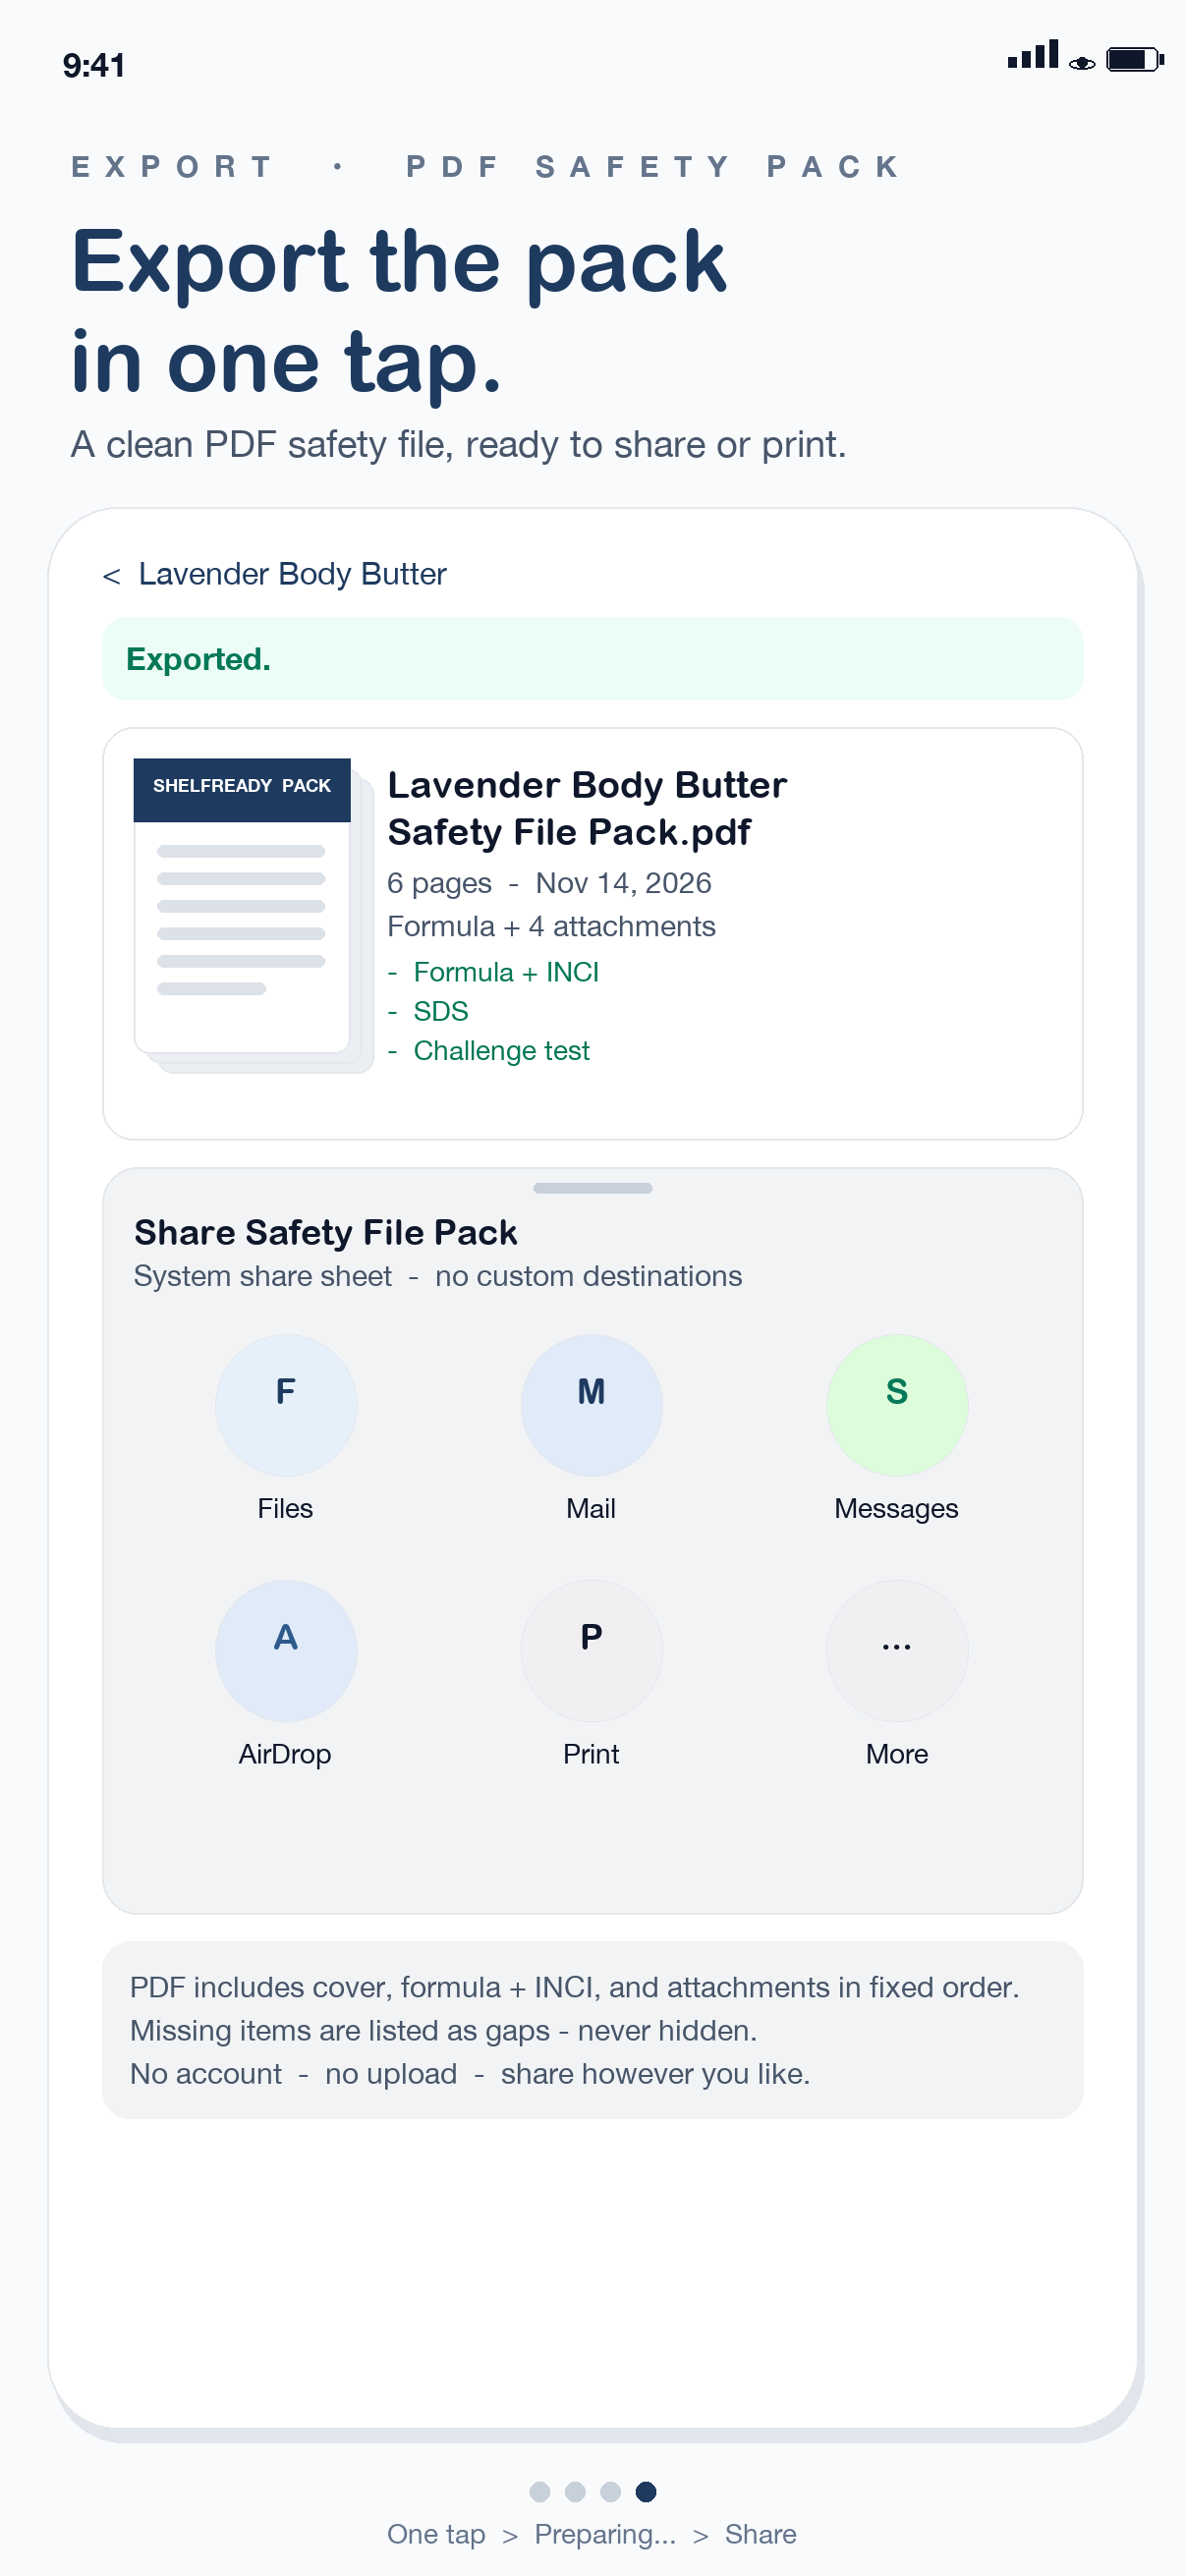 9:41
EXPORT · PDF SAFETY PACK
Export the pack
in one tap.
A clean PDF safety file, ready to share or print.
< Lavender Body Butter
Exported.
SHELFREADY PACK
Lavender Body Butter
Safety File Pack.pdf
6 pages - Nov 14, 2026
Formula + 4 attachments
- Formula + INCI
- SDS
- Challenge test
Share Safety File Pack
System share sheet - no custom destinations
F M S
Files Mail Messages
A P ...
AirDrop Print More
PDF includes cover, formula + INCI, and attachments in fixed order.
Missing items are listed as gaps - never hidden.
No account - no upload - share however you like.
One tap > Preparing... > Share